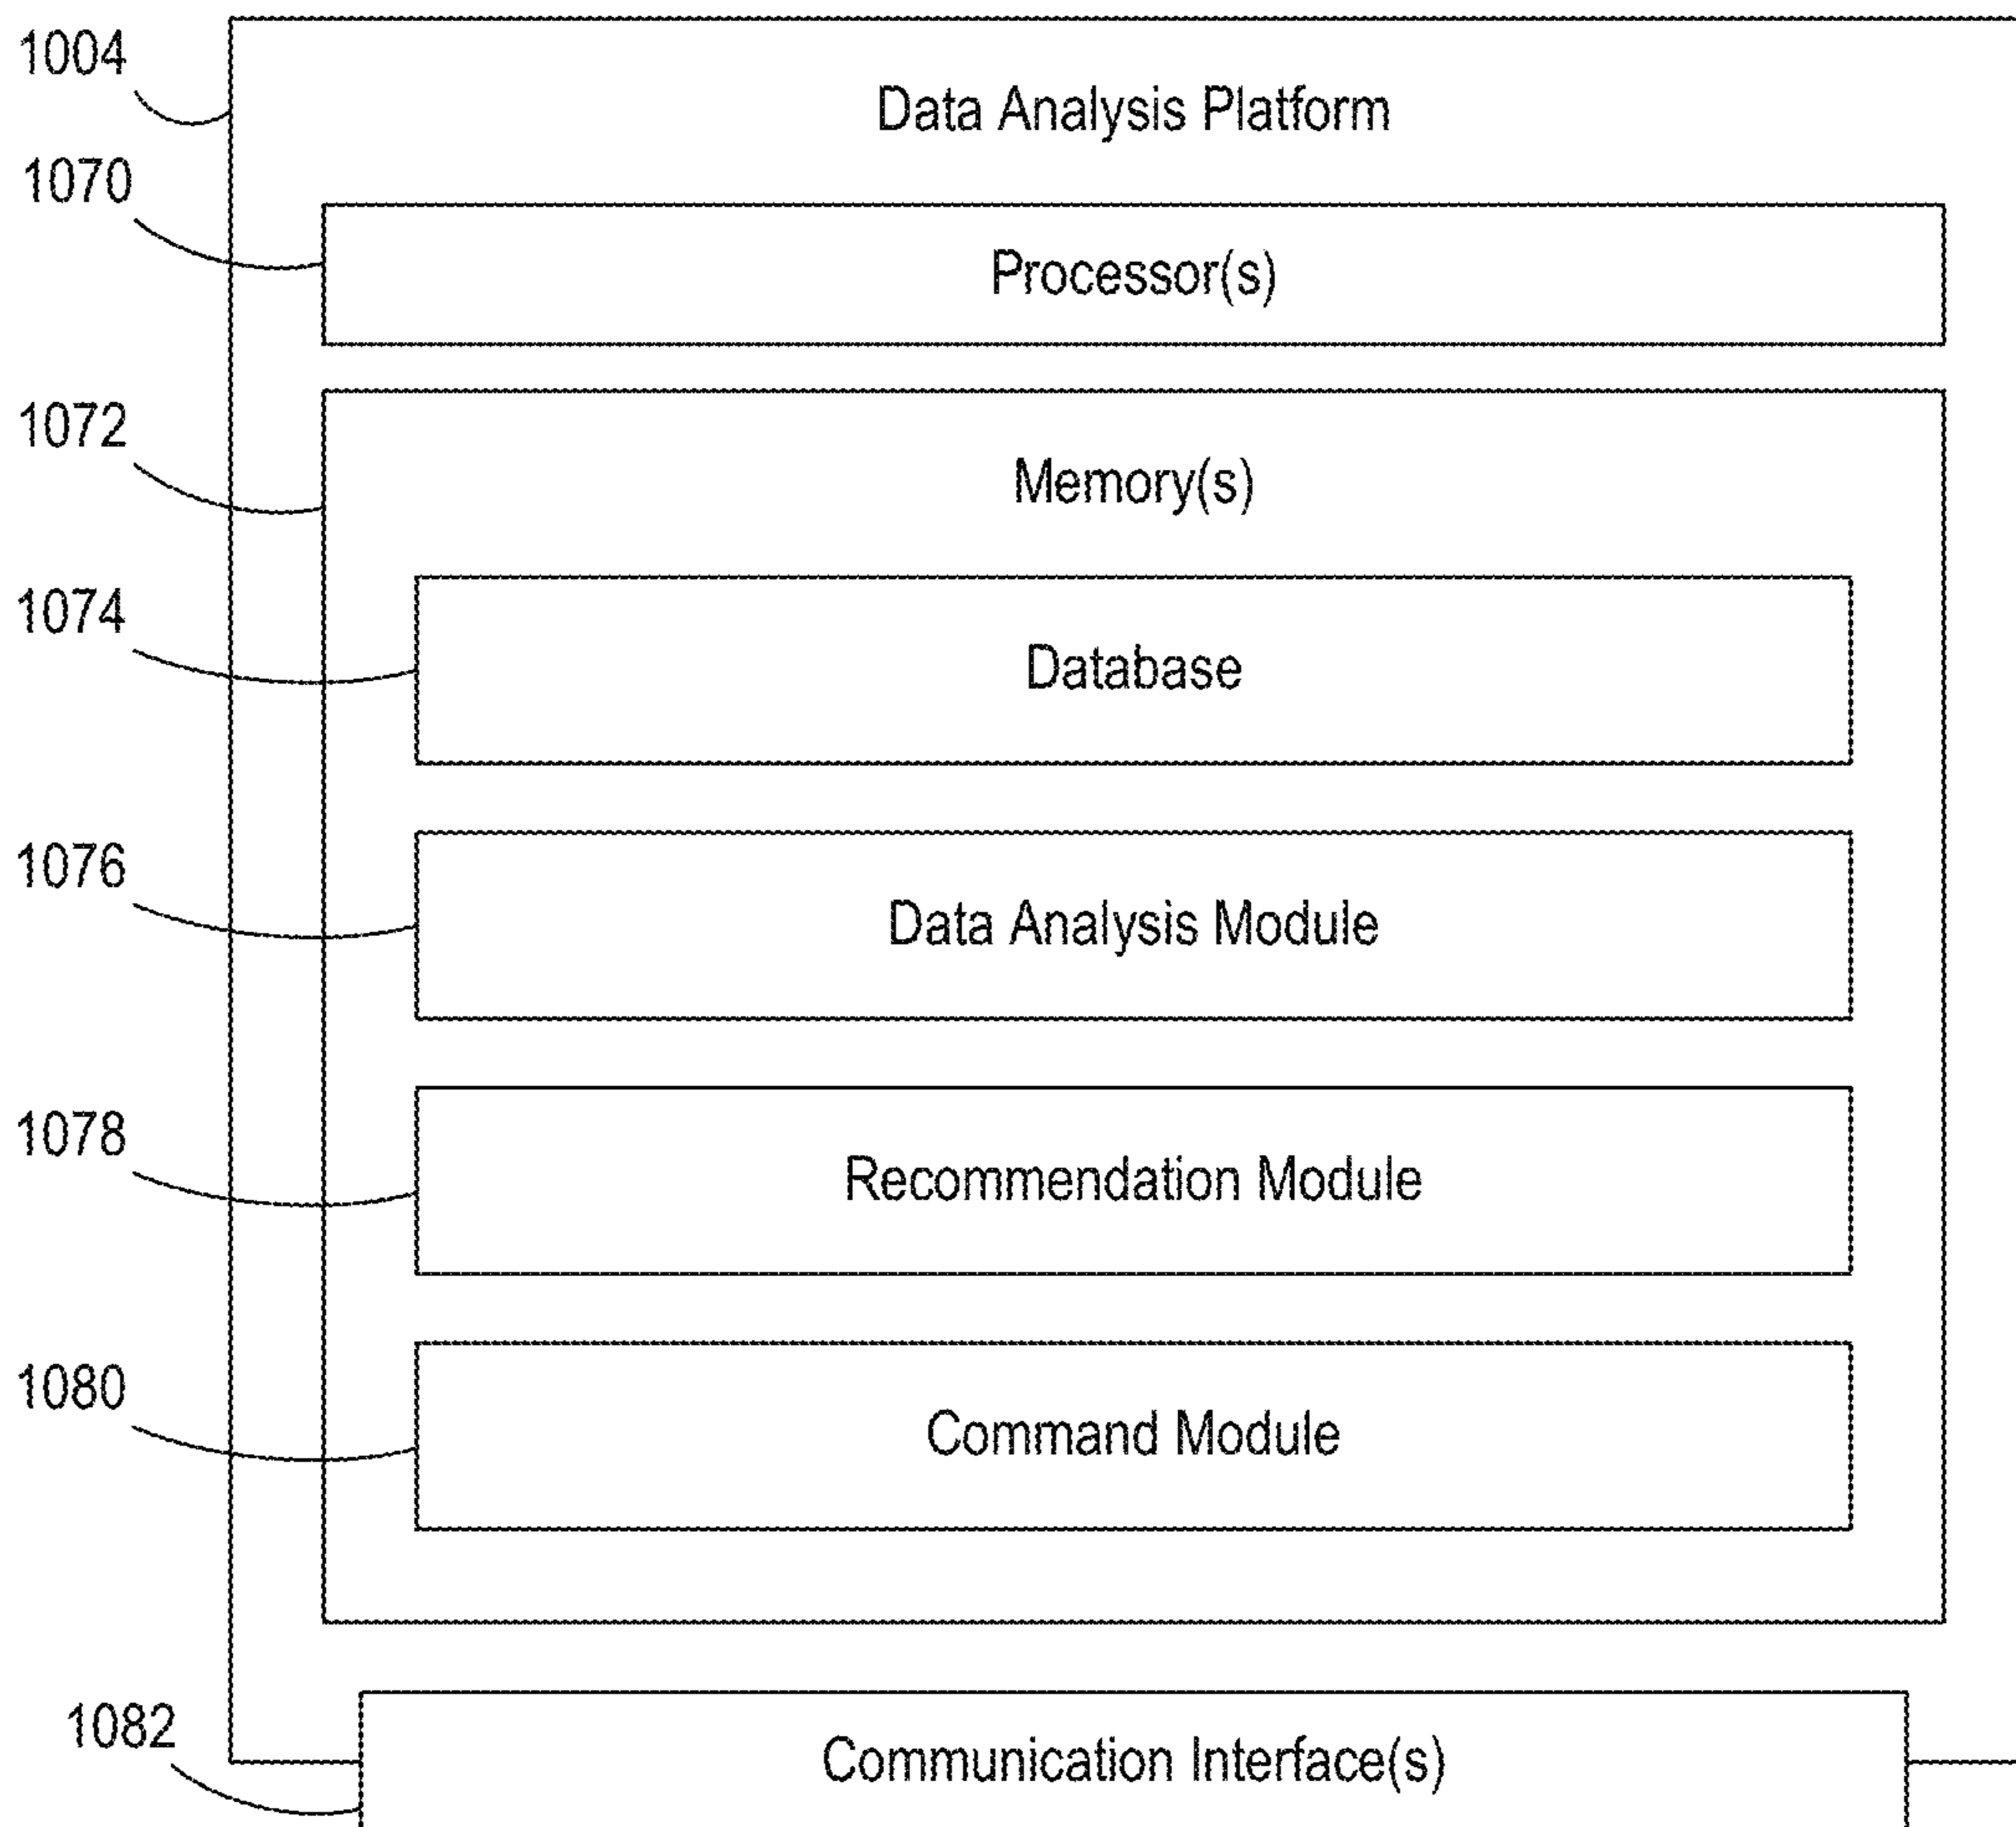 1004
Data Analysis Platform
1070
Processor(s)
1072
Memory(s)
1074
Database
1076
Data Analysis Module
1078
Recommendation Module
1080
Command Module
1082
Communication Interface(s)